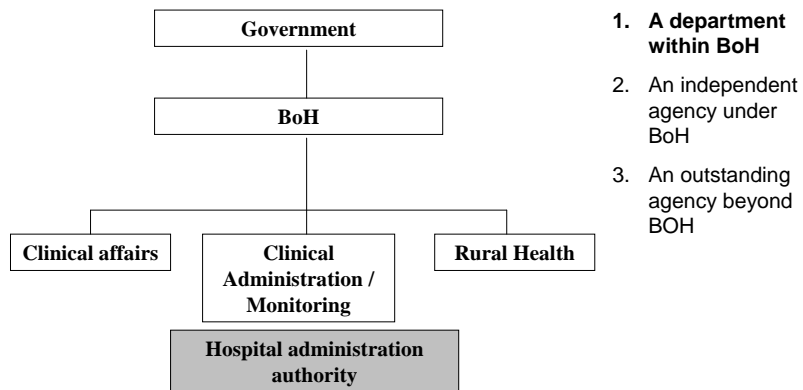 Government
BoH
Clinical affairs
Clinical
Administration /
Monitoring
Rural Health
Hospital administration
authority
1. A department
within BoH
2. An independent
agency under
BoH
3. An outstanding
agency beyond
BOH